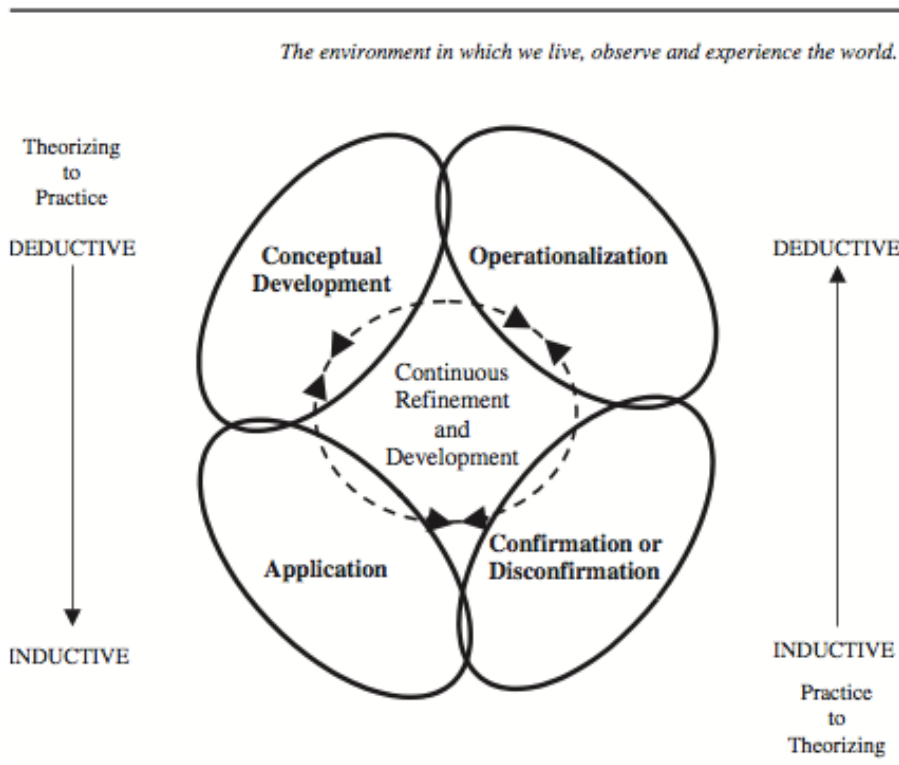 The environment in which we live, observe and experience the world.
Theorizing
to
Practice
DEDUCTIVE
INDUCTIVE
Conceptual
Development
Operationalization
Continuous
Refinement
and
Development
Application
Confirmation or
Disconfirmation
DEDUCTIVE
INDUCTIVE
Practice
to
Theorizing